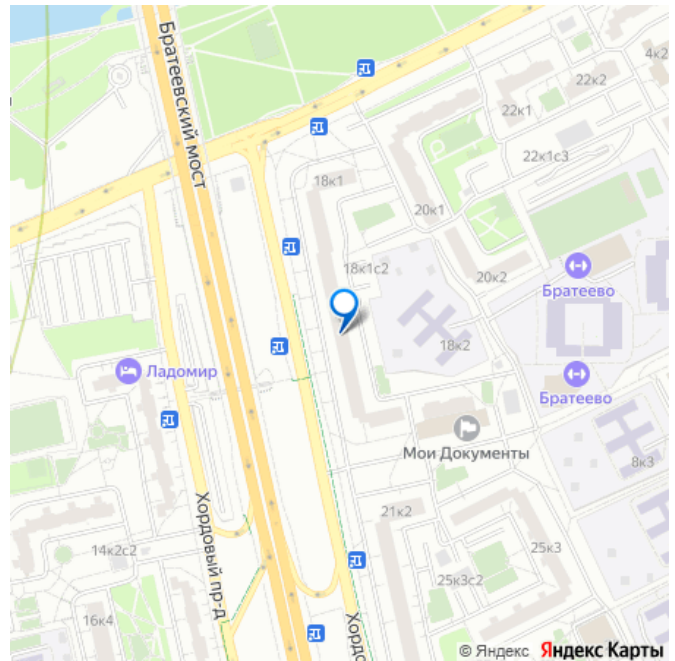 Братеевский мост
4к2
22к2
22к1
22к1с3
18к1
20к1
18к1с2
20к2
Братеево
18к2
Ладомир
Братеево
Мои Документы
8к3
Хордовый пр-д
21к2
14к2с2
25к3
25к3с2
16к4
Хордо
© Яндекс Яндекс Карты